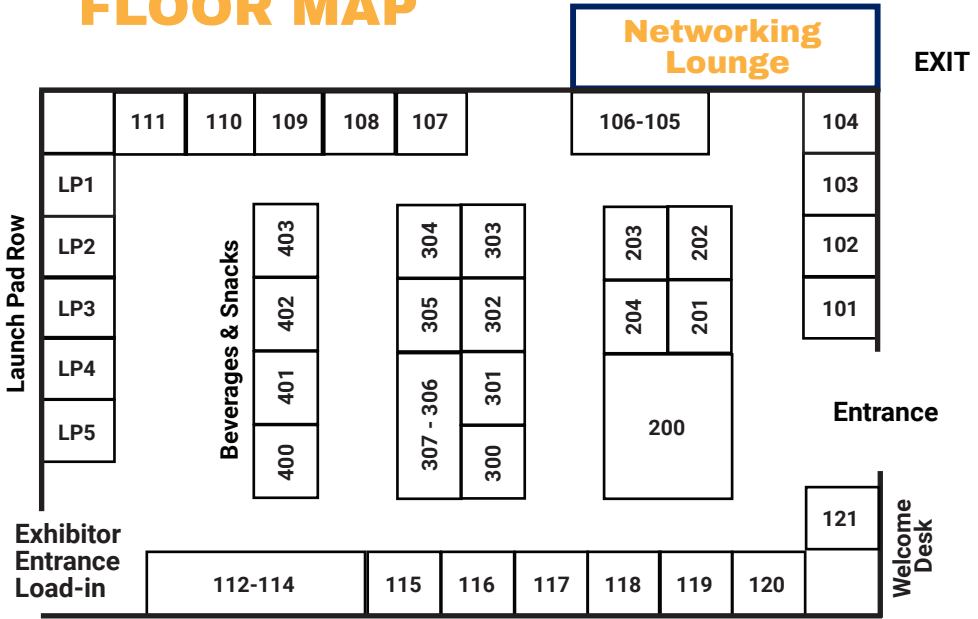 FLOOR MAP
Networking
Lounge
EXIT
111
110
109
108
107
106-105
104
LP1
103
LP2
102
LP3
101
LP4
LP5
Launch Pad Row
Beverages & Snacks
403
402
401
400
304
303
305
302
307 - 306
301
300
203
202
204
201
200
Entrance
121
Welcome
Desk
Exhibitor
Entrance
Load-in
112-114
115
116
117
118
119
120